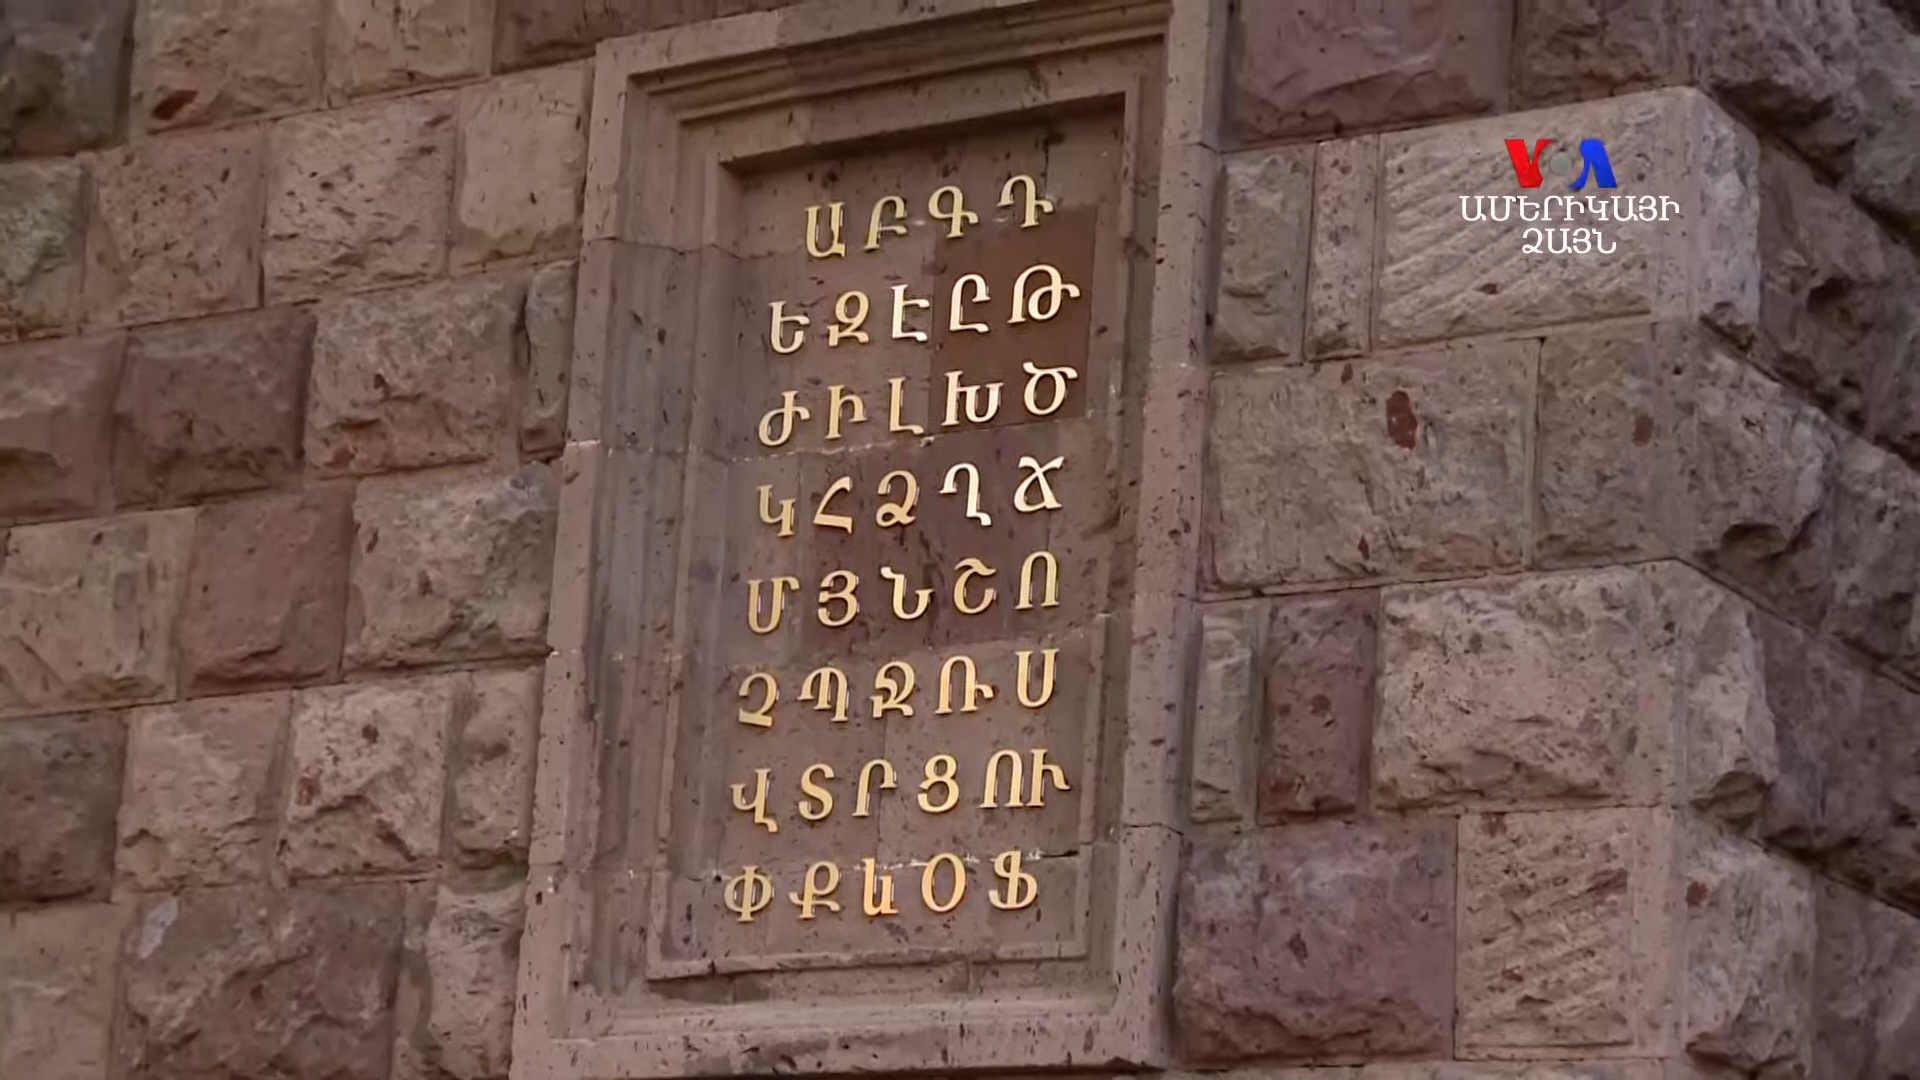 Ա Բ Գ Դ
Ե Զ Է Ը Թ
Ժ Ի Լ Խ Ծ
Կ Հ Ձ Ղ Ճ
Մ Յ Ն Շ Ո
Չ Պ Ջ Ռ Ս
Վ Տ Ր Ց ՈՒ
Փ Ք և Օ Ֆ
VOA
ԱՄԵՐԻԿԱՅԻ
ՁԱՅՆ